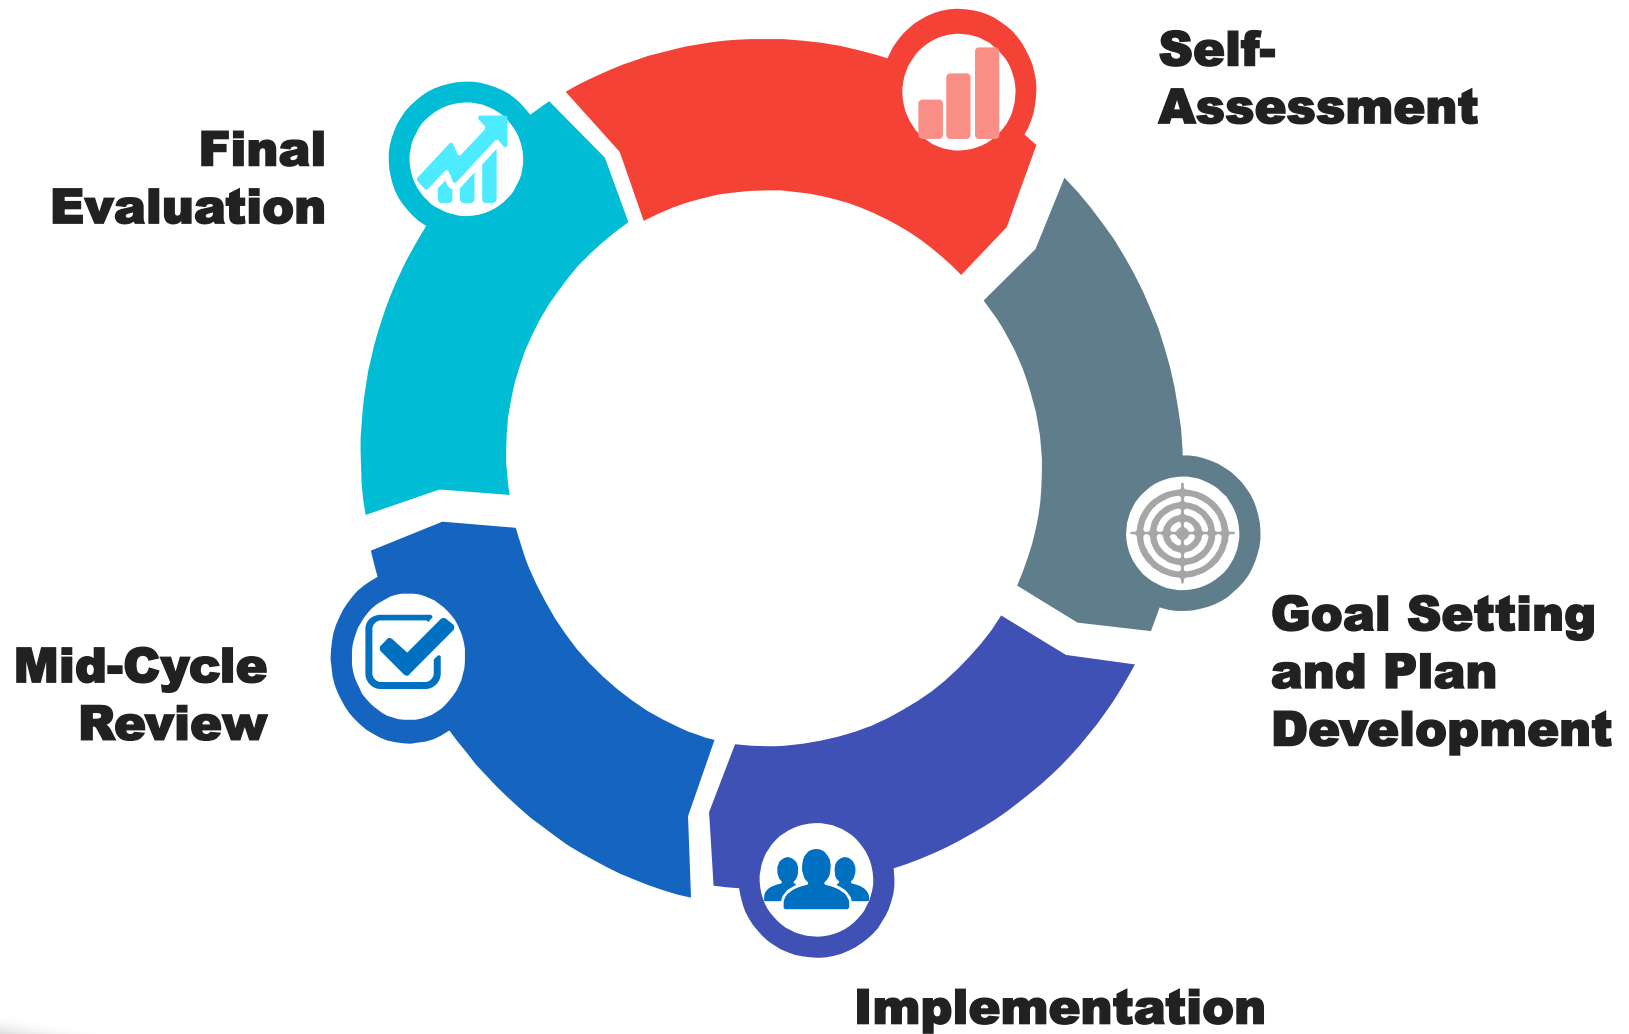 Self-
Assessment
Goal Setting
and Plan
Development
Implementation
Mid-Cycle
Review
Final
Evaluation